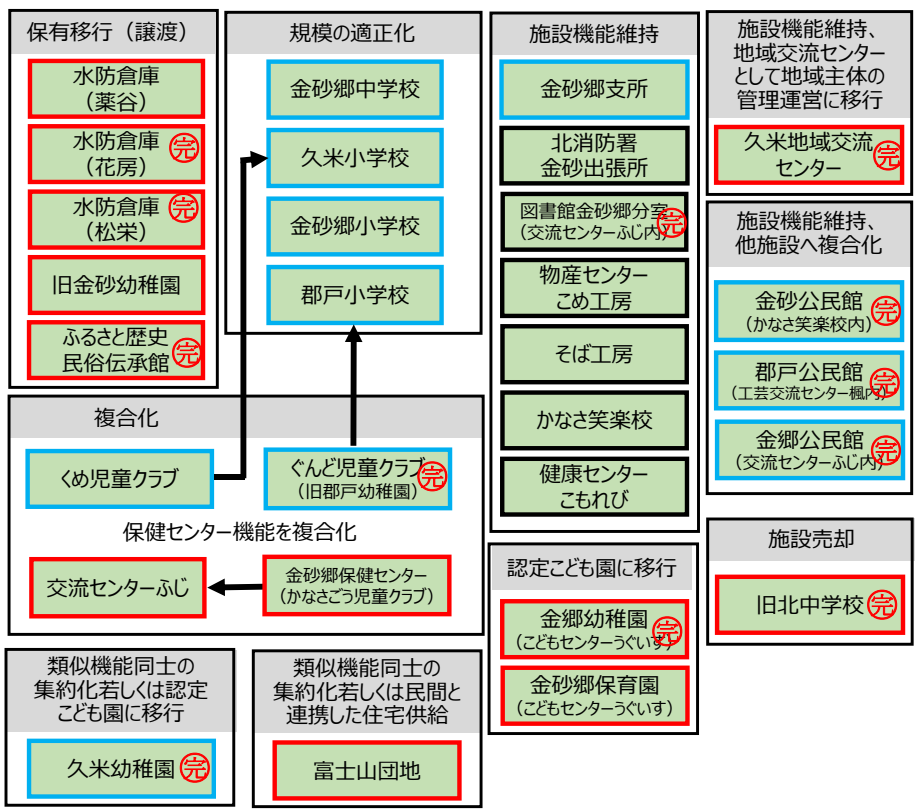 保有移行（譲渡）
水防倉庫
（薬谷）
水防倉庫
（花房）
完
水防倉庫
（松栄）
完
旧金砂幼稚園
ふるさと歴史
民俗伝承館
完
規模の適正化
金砂郷中学校
久米小学校
金砂郷小学校
郡戸小学校
複合化
くめ児童クラブ
ぐんど児童クラブ
（旧郡戸幼稚園）
完
保健センター機能を複合化
交流センターふじ
金砂郷保健センター
（かなさごう児童クラブ）
類似機能同士の
集約化若しくは認定
こども園に移行
久米幼稚園
完
類似機能同士の
集約化若しくは民間と
連携した住宅供給
富士山団地
施設機能維持
金砂郷支所
北消防署
金砂出張所
図書館金砂郷分室
（交流センターふじ内）
完
物産センター
こめ工房
そば工房
かなさ笑楽校
健康センター
こもれび
認定こども園に移行
金郷幼稚園
（こどもセンターうぐいす）
完
金砂郷保育園
（こどもセンターうぐいす）
施設機能維持、
地域交流センター
として地域主体の
管理運営に移行
久米地域交流
センター
完
施設機能維持、
他施設へ複合化
金砂公民館
（かなさ笑楽校内）
完
郡戸公民館
（工芸交流センター楓内）
完
金郷公民館
（交流センターふじ内）
完
施設売却
旧北中学校
完